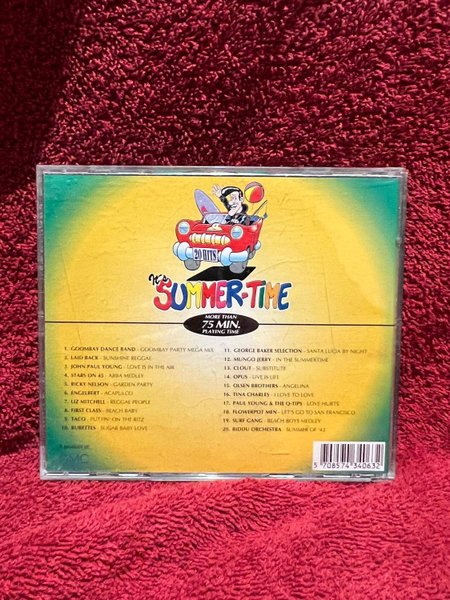 20 HITS
It's
SUMMER-TIME
MORE THAN
75 MIN.
PLAYING TIME
1. GOOMBAY DANCE BAND - GOOMBAY PARTY MEGA MIX
2. LAID BACK - SUNSHINE REGGAE
3. JOHN PAUL YOUNG - LOVE IS IN THE AIR
4. STARS ON 45 - ABBA MEDLEY
5. RICKY NELSON - GARDEN PARTY
6. ENGELBERT - ACAPULCO
7. LIZ MITCHELL - REGGAE PEOPLE
8. FIRST CLASS - BEACH BABY
9. TACO - PUTTIN' ON THE RITZ
10. RUBETTES - SUGAR BABY LOVE
11. GEORGE BAKER SELECTION - SANTA LUCIA BY NIGHT
12. MUNGO JERRY - IN THE SUMMERTIME
13. CLOUT - SUBSTITUTE
14. OPUS - LIVE IS LIFE
15. OLSEN BROTHERS - ANGELINA
16. TINA CHARLES - I LOVE TO LOVE
17. PAUL YOUNG & THE Q-TIPS - LOVE HURTS
18. FLOWERPOT MEN - LET'S GO TO SAN FRANCISCO
19. SURF GANG - BEACH BOYS MEDLEY
20. BIDDU ORCHESTRA - SUMMER OF '42
5 708574 340632